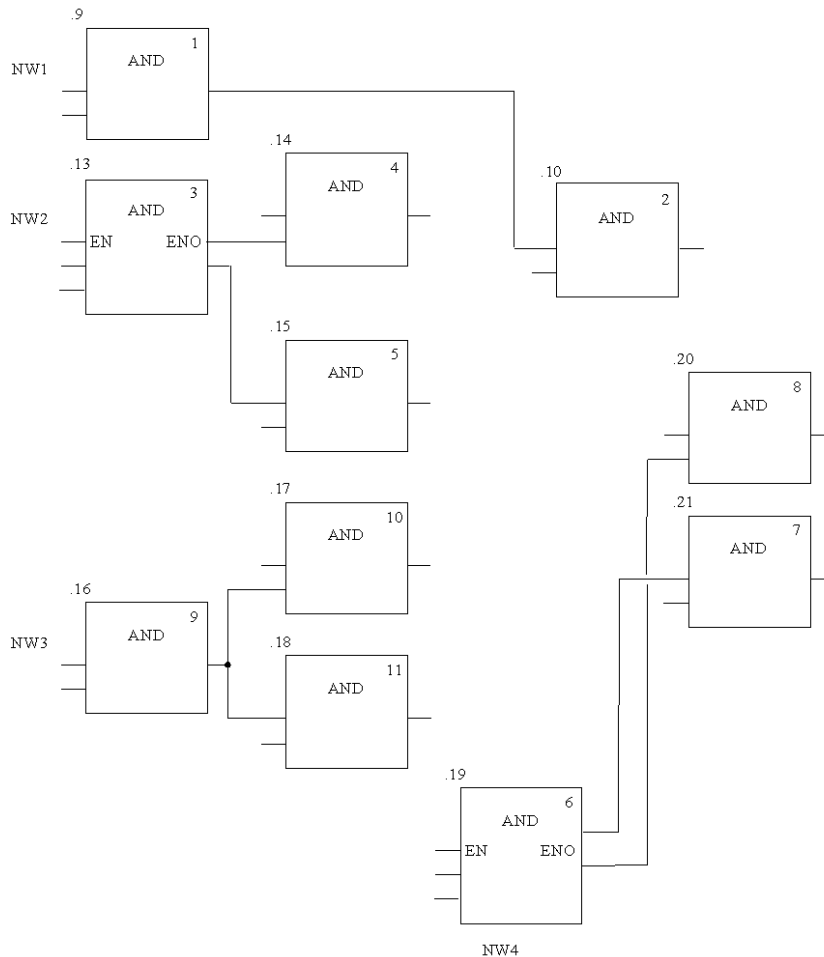 .9
1
AND
NW1
.14
4
AND
.13
3
AND
NW2
EN ENO
.10
2
AND
.15
5
AND
.20
8
AND
.17
10
AND
.21
7
AND
.16
9
AND
NW3
.18
11
AND
.19
6
AND
EN ENO
NW4